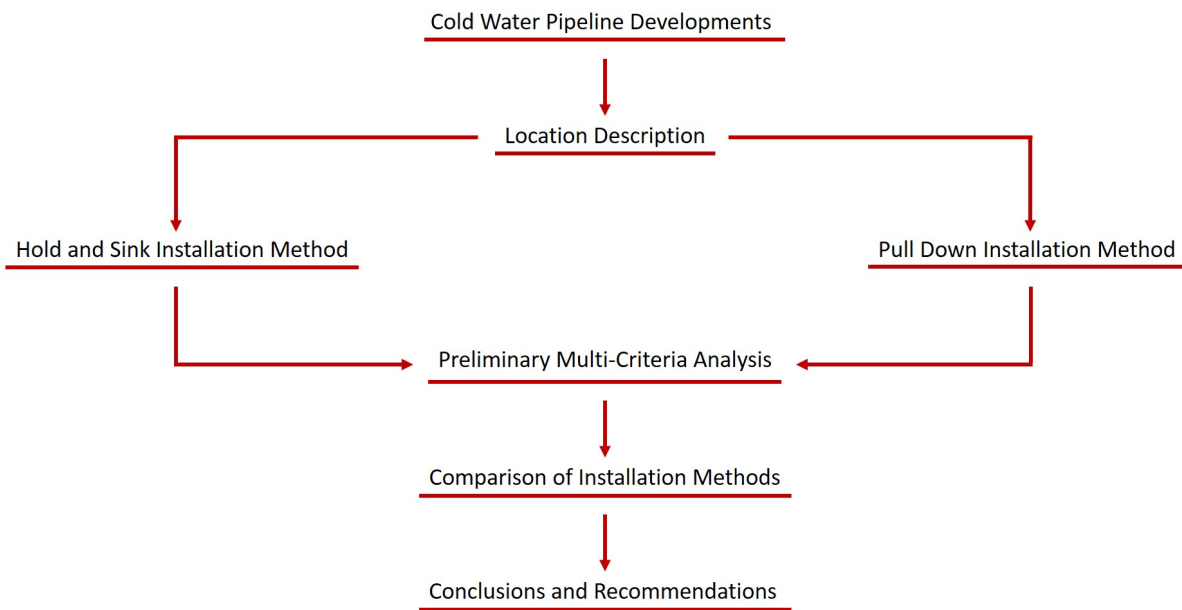 Cold Water Pipeline Developments
Location Description
Hold and Sink Installation Method
Pull Down Installation Method
Preliminary Multi-Criteria Analysis
Comparison of Installation Methods
Conclusions and Recommendations